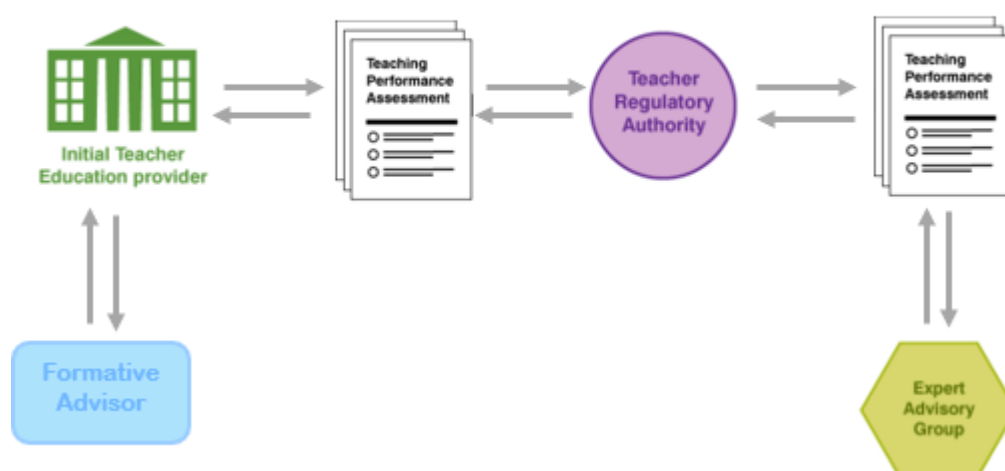 Teaching
Performance
Assessment
Teacher
Regulatory
Authority
Teaching
Performance
Assessment
Initial Teacher
Education provider
Formative
Advisor
Expert
Advisory
Group